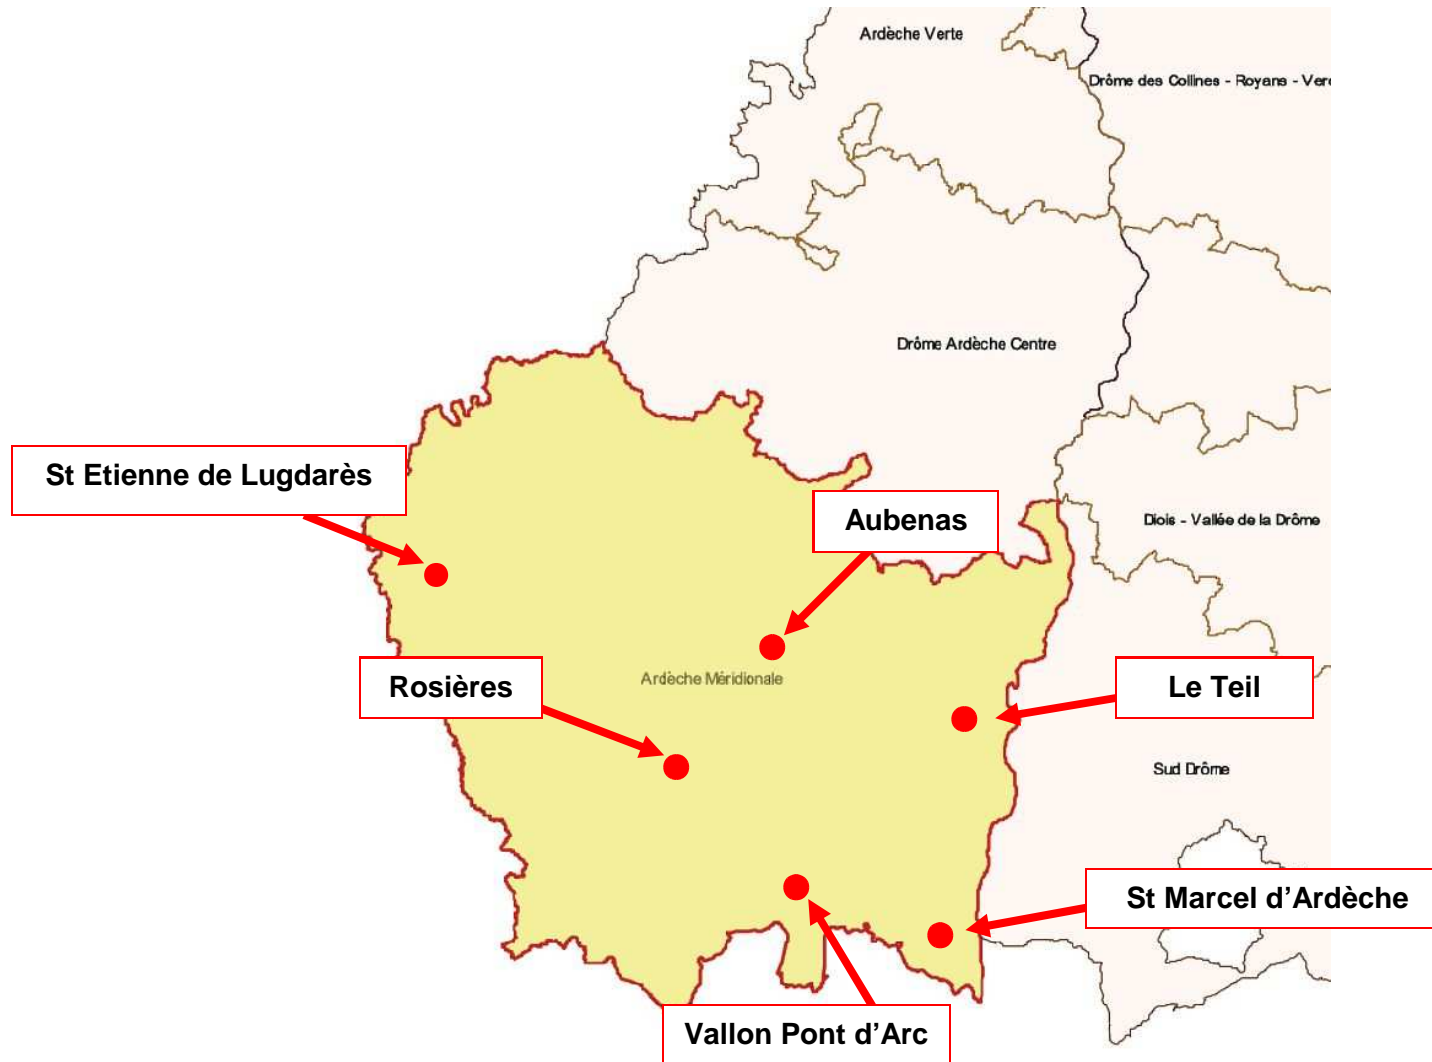 Ardèche Verte
Drôme des Collines - Royans - Verc
Drôme Ardèche Centre
St Etienne de Lugdarès
Aubenas
Diois - Vallée de la Drôme
Rosières
Ardèche Méridionale
Le Teil
Sud Drôme
St Marcel d’Ardèche
Vallon Pont d’Arc